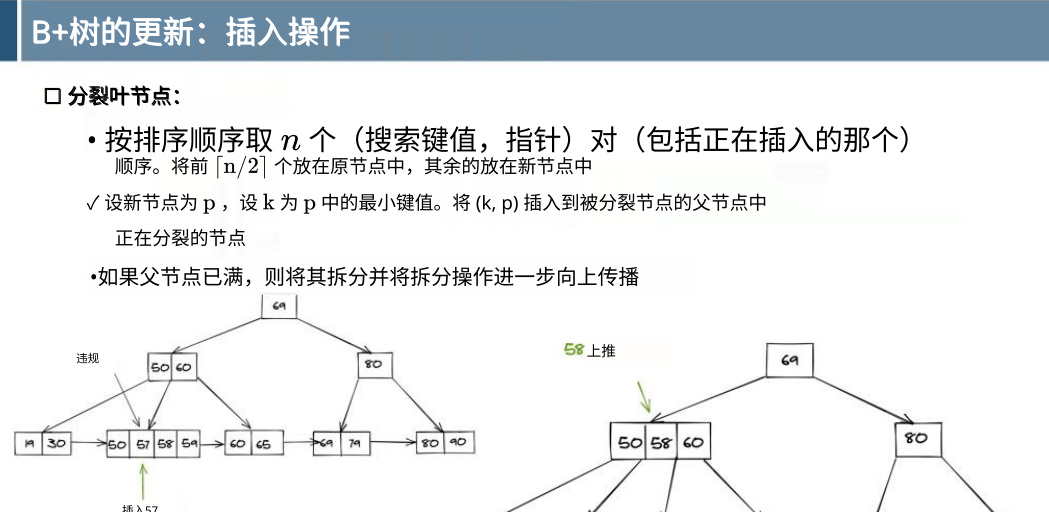 B+树的更新：插入操作
□ 分裂叶节点：
• 按排序顺序取 n 个（搜索键值，指针）对（包括正在插入的那个）
顺序。将前 ⌈n/2⌉ 个放在原节点中，其余的放在新节点中
✓ 设新节点为 p ，设 k 为 p 中的最小键值。将 (k, p) 插入到被分裂节点的父节点中
正在分裂的节点
•如果父节点已满，则将其拆分并将拆分操作进一步向上传播
69
违规
50 60
80
19 30
50 57 58 59
60 65
69 79
80 90
插入57
58 上推
69
50 58 60
80